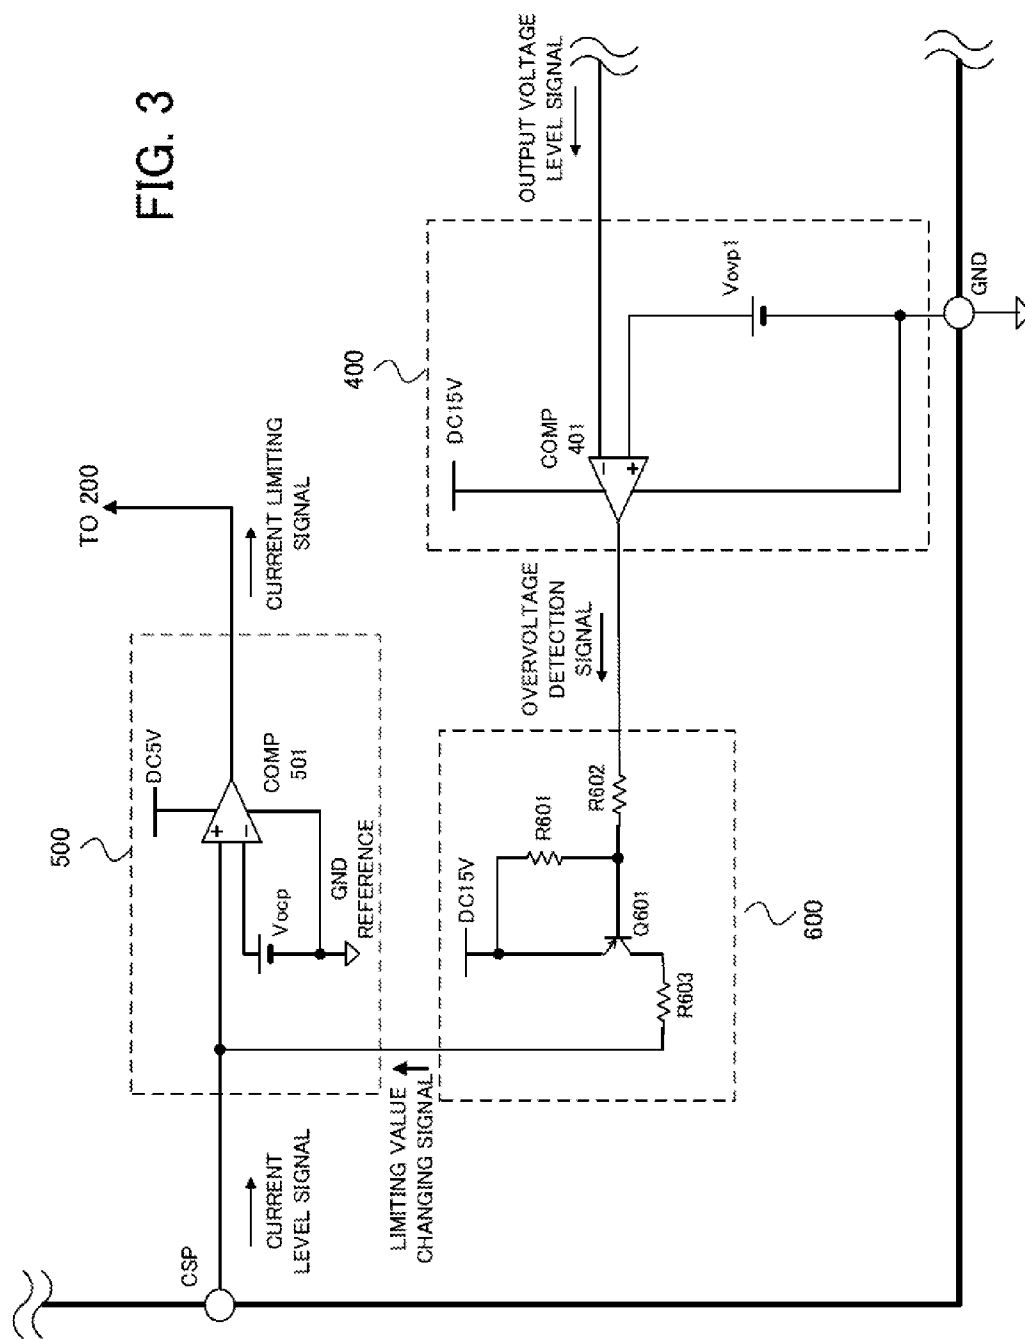 FIG. 3
TO 200
CURRENT LIMITING
SIGNAL
500
DC5V
+
−
COMP
501
Vocp
GND
REFERENCE
CSP
CURRENT
LEVEL SIGNAL
LIMITING VALUE
CHANGING SIGNAL
DC15V
R601
R602
Q601
R603
600
OVERVOLTAGE
DETECTION
SIGNAL
400
DC15V
COMP
401
−
+
Vovp1
OUTPUT VOLTAGE
LEVEL SIGNAL
GND